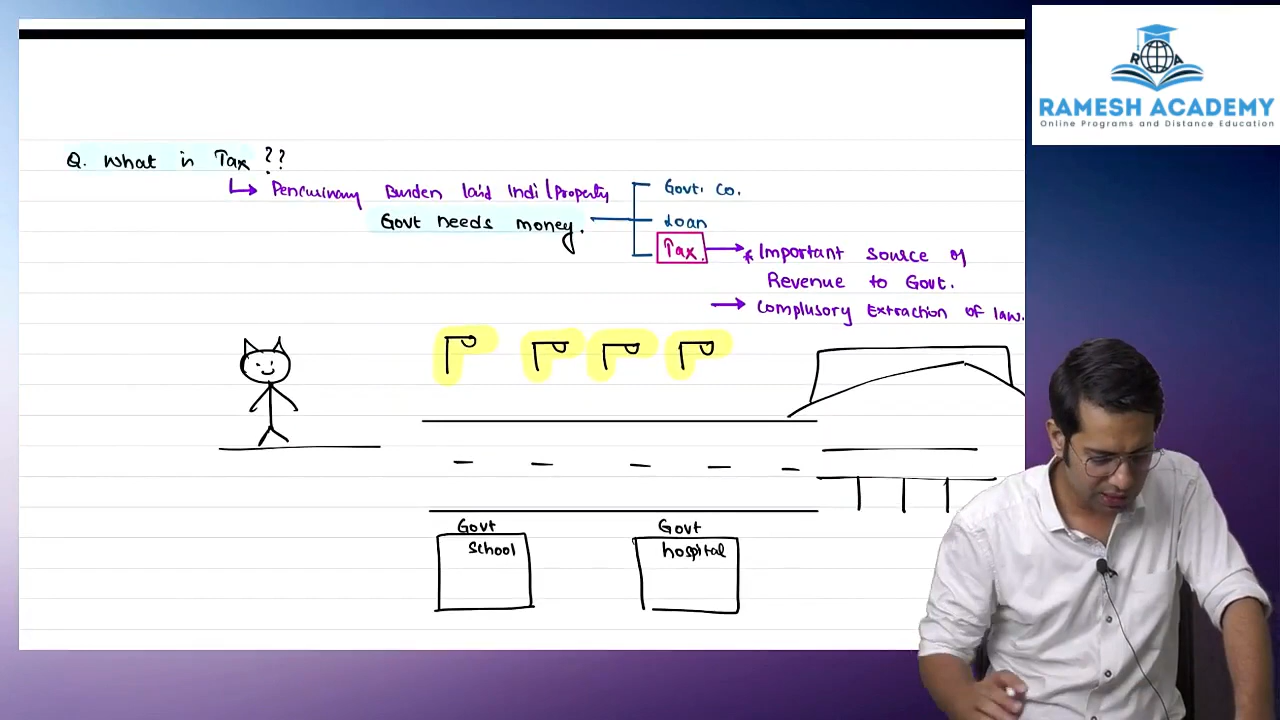 Q. What is Tax ??
Pencuniary Burden laid Indi/Property
Govt needs money.
Govt. Co.
Loan
Tax.
* Important source of
Revenue to Govt.
Complusory Extraction of law.
Govt
school
Govt
hospital
R A
RAMESH ACADEMY
Online Programs and Distance Education